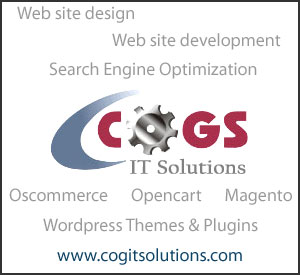 Web site design
Web site development
Search Engine Optimization
COGS
IT Solutions
Oscommerce Opencart Magento
Wordpress Themes & Plugins
www.cogitsolutions.com